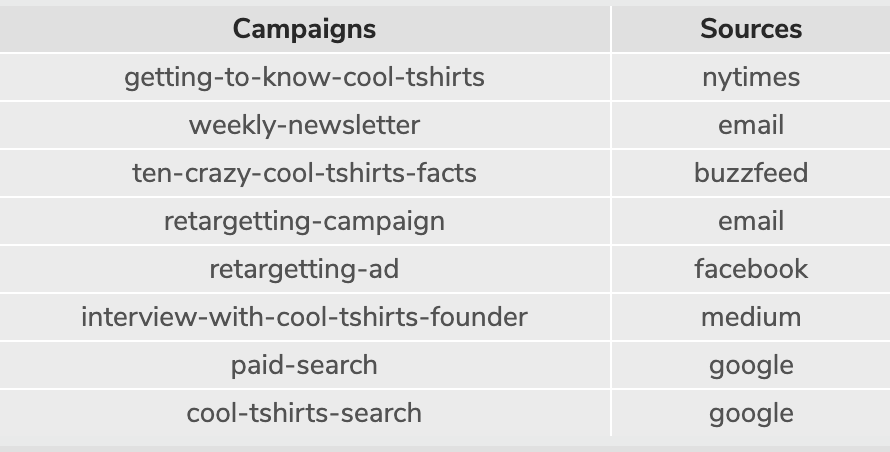 Campaigns Sources
getting-to-know-cool-tshirts nytimes
weekly-newsletter email
ten-crazy-cool-tshirts-facts buzzfeed
retargetting-campaign email
retargetting-ad facebook
interview-with-cool-tshirts-founder medium
paid-search google
cool-tshirts-search google